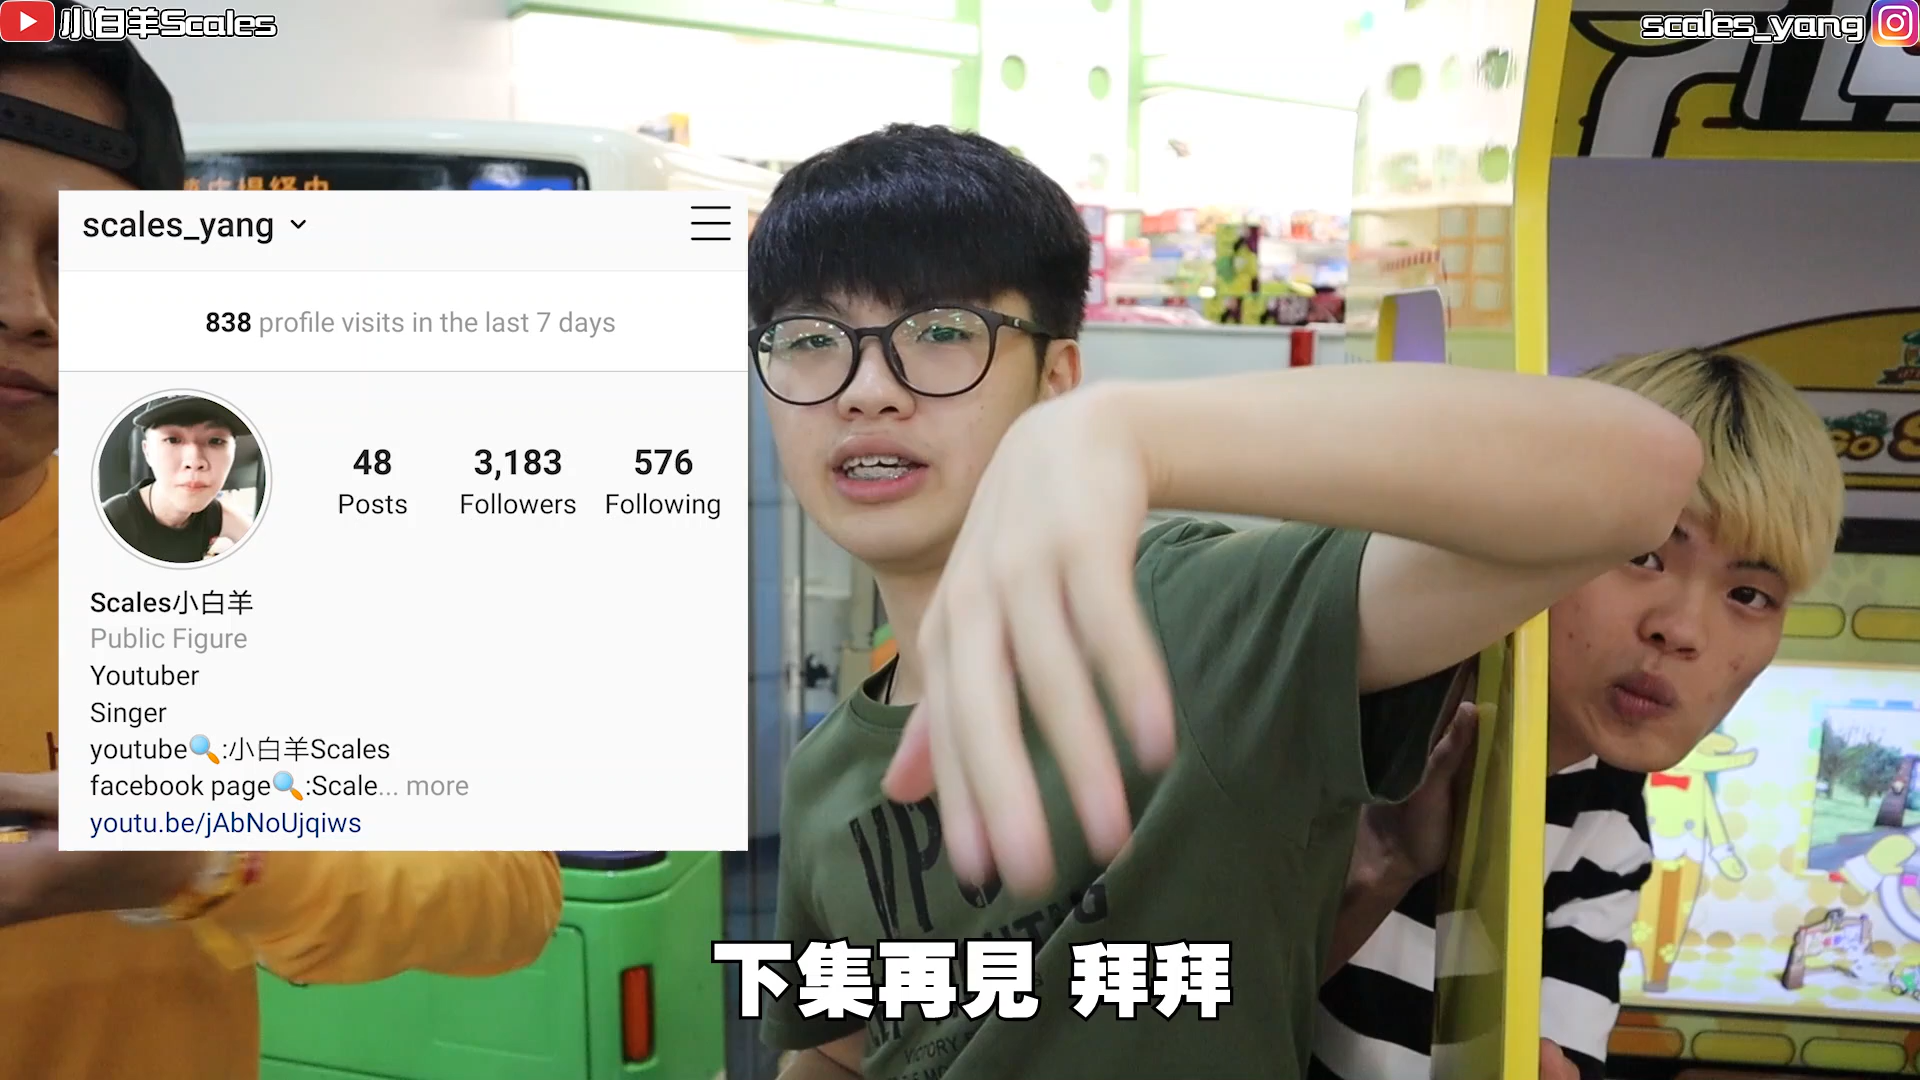 小白羊Scales
scales_yang
scales_yang
838 profile visits in the last 7 days
48
3,183
576
Posts
Followers
Following
Scales小白羊
Public Figure
Youtuber
Singer
youtube🔍:小白羊Scales
facebook page🔍:Scale... more
youtu.be/jAbNoUjqiws
下集再見 拜拜